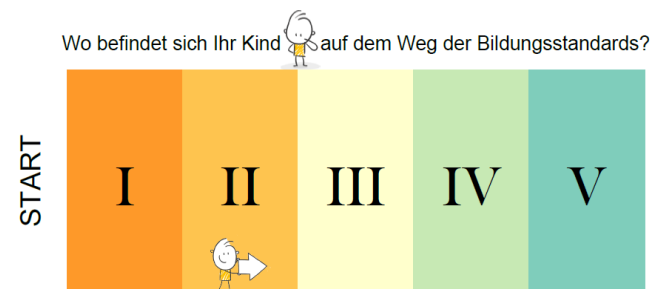 Wo befindet sich Ihr Kind auf dem Weg der Bildungsstandards?
START
I II III IV V